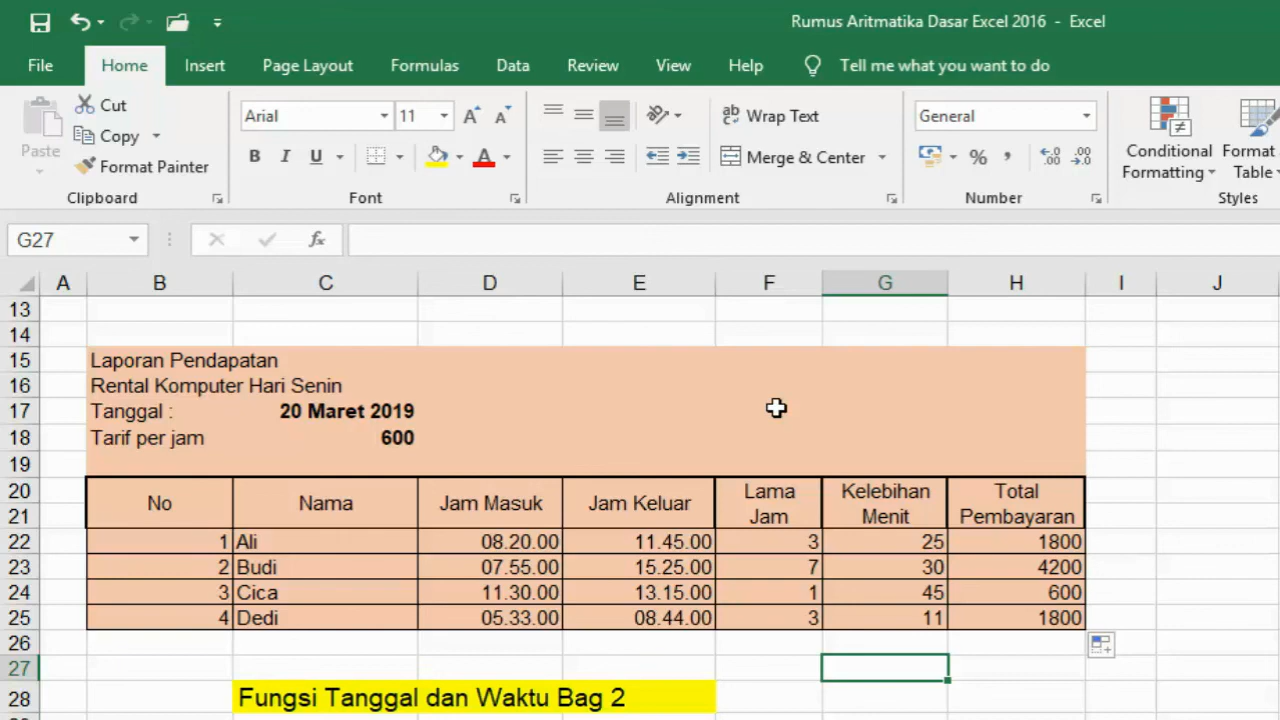 Rumus Aritmatika Dasar Excel 2016 - Excel
File Home Insert Page Layout Formulas Data Review View Help Tell me what you want to do
Paste
Cut
Copy
Format Painter
Clipboard
Arial 11
B I U A
Font
Wrap Text
Merge & Center
Alignment
General
%
Number
Conditional Formatting
Format Table
Styles
G27 fx
A B C D E F G H I J
13
14
15 Laporan Pendapatan
16 Rental Komputer Hari Senin
17 Tanggal : 20 Maret 2019
18 Tarif per jam 600
19
20 No Nama Jam Masuk Jam Keluar Lama Kelebihan Total
21 Jam Menit Pembayaran
22 1 Ali 08.20.00 11.45.00 3 25 1800
23 2 Budi 07.55.00 15.25.00 7 30 4200
24 3 Cica 11.30.00 13.15.00 1 45 600
25 4 Dedi 05.33.00 08.44.00 3 11 1800
26
27
28 Fungsi Tanggal dan Waktu Bag 2